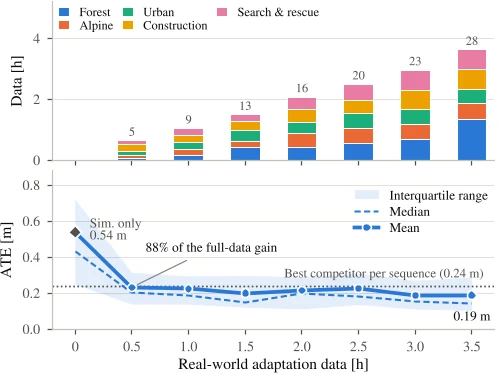 Forest Urban Search & rescue
Alpine Construction
Data [h]
4
2
0
5
9
13
16
20
23
28
ATE [m]
0.8
0.6
0.4
0.2
0.0
Interquartile range
Median
Mean
Sim. only
0.54 m
88% of the full-data gain
Best competitor per sequence (0.24 m)
0.19 m
0 0.5 1.0 1.5 2.0 2.5 3.0 3.5
Real-world adaptation data [h]